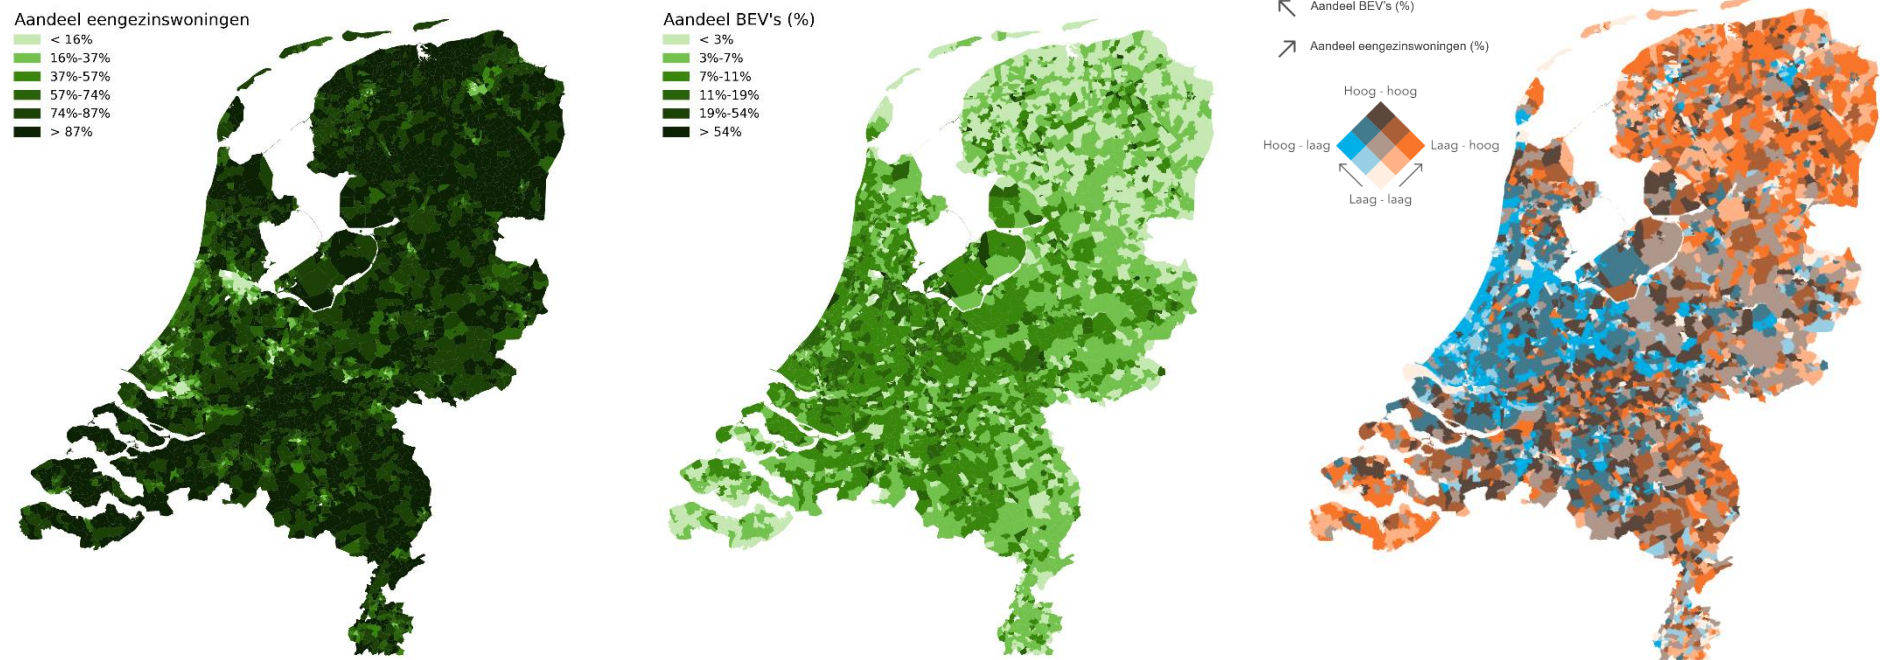 Aandeel eengezinswoningen
< 16%
16%-37%
37%-57%
57%-74%
74%-87%
> 87%
Aandeel BEV's (%)
< 3%
3%-7%
7%-11%
11%-19%
19%-54%
> 54%
Aandeel BEV's (%)
Aandeel eengezinswoningen (%)
Hoog - hoog
Hoog - laag
Laag - hoog
Laag - laag